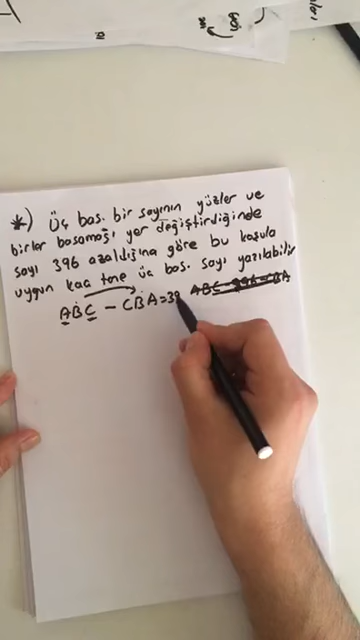 *) Üç bas. bir sayının yüzler ve
birler basamağı yer değiştirdiğinde
sayı 396 azaldığına göre bu koşula
uygun kaç tane üç bas. sayı yazılabilir
ABC - CBA = 39